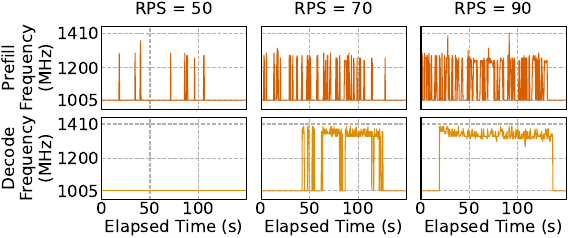 RPS = 50 RPS = 70 RPS = 90
Prefill
Frequency
(MHz)
1410
1200
1005
Decode
Frequency
(MHz)
1410
1200
1005
0 50 100 0 50 100 0 50 100
Elapsed Time (s) Elapsed Time (s) Elapsed Time (s)